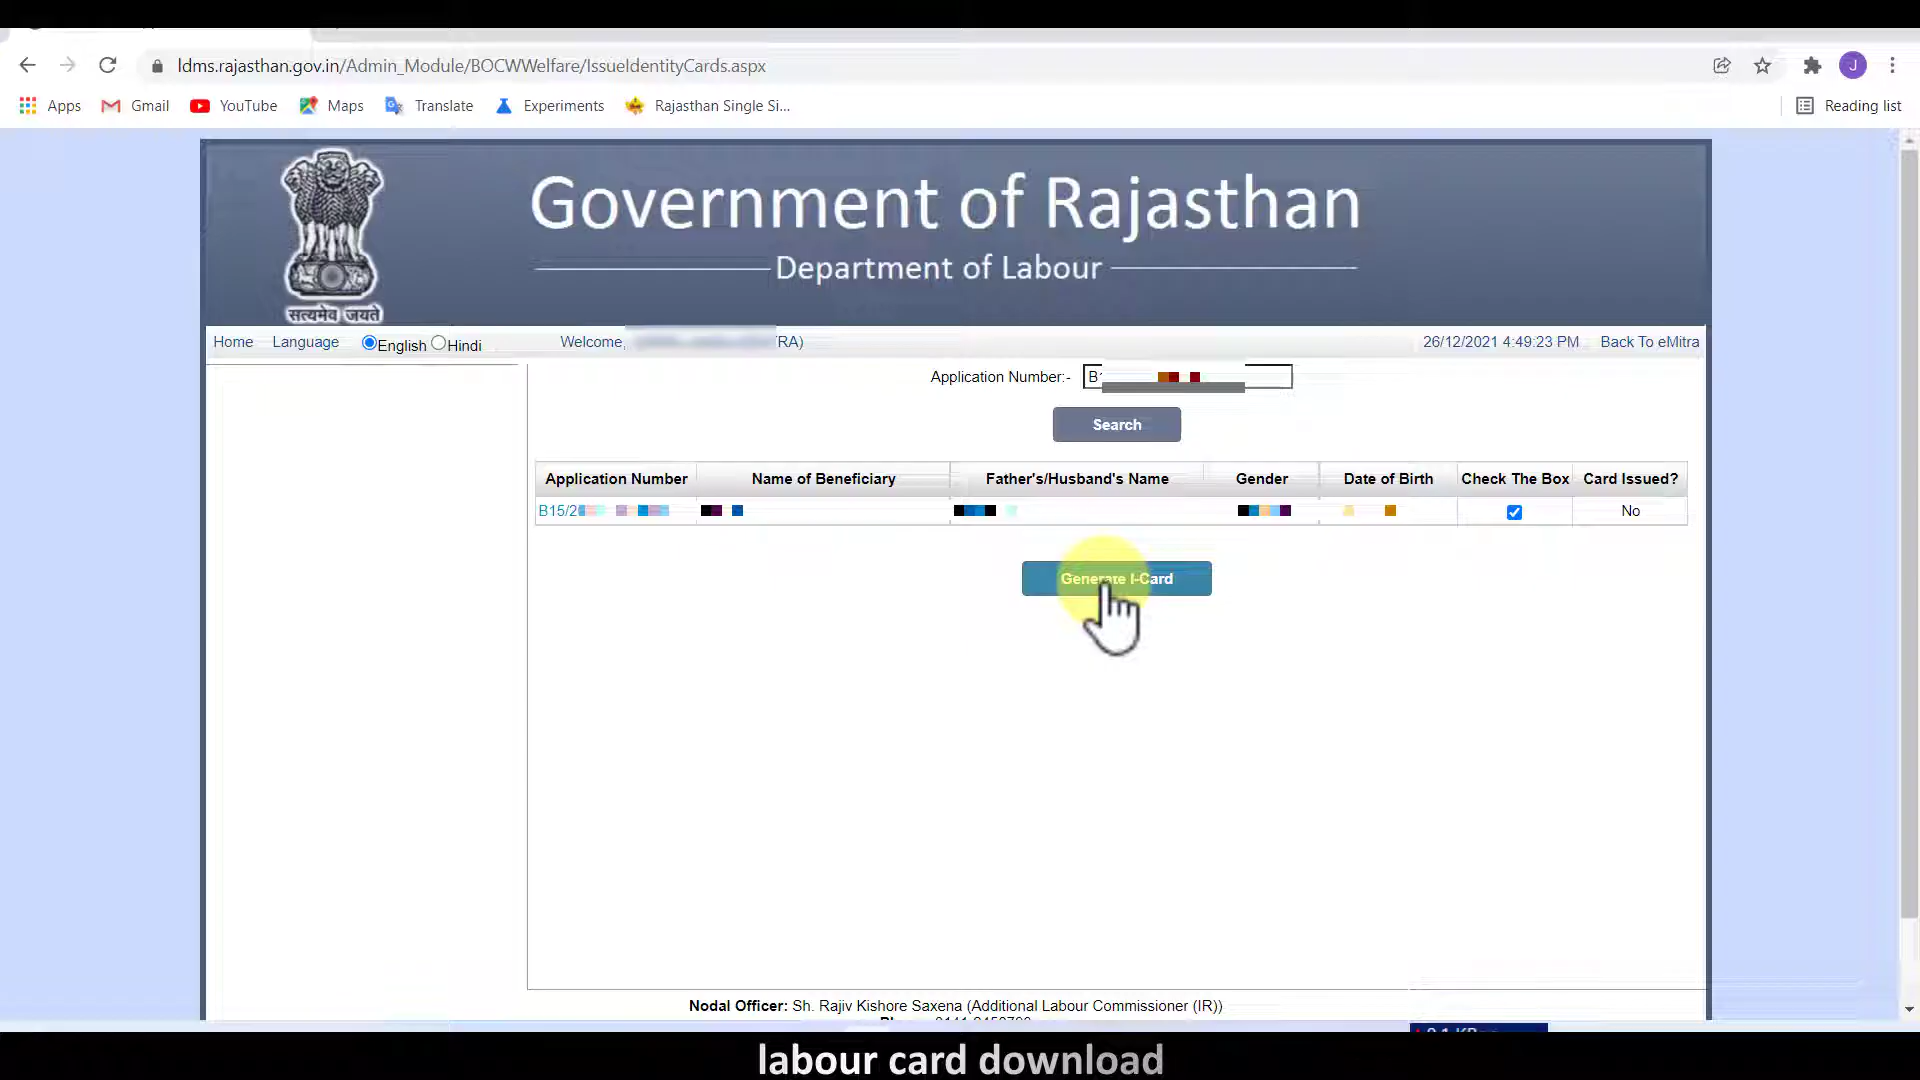 ldms.rajasthan.gov.in/Admin_Module/BOCWWelfare/IssueIdentityCards.aspx
J
Apps Gmail YouTube Maps Translate Experiments Rajasthan Single Si... Reading list
Government of Rajasthan
Department of Labour
सत्यमेव जयते
Home Language English Hindi Welcome, RA) 26/12/2021 4:49:23 PM Back To eMitra
Application Number:- B
Search
Application Number Name of Beneficiary Father's/Husband's Name Gender Date of Birth Check The Box Card Issued?
B15/2 No
Generate I-Card
Nodal Officer: Sh. Rajiv Kishore Saxena (Additional Labour Commissioner (IR))
labour card download